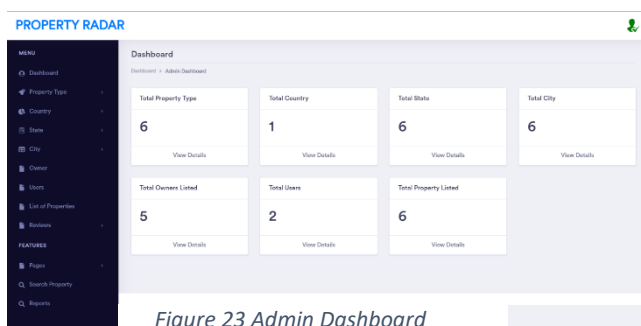 PROPERTY RADAR
MENU
Dashboard
Property Type
Country
State
City
Owner
Users
List of Properties
Reviews
FEATURES
Pages
Search Property
Reports
Dashboard
Dashboard > Admin Dashboard
Total Property Type
6
View Details
Total Country
1
View Details
Total State
6
View Details
Total City
6
View Details
Total Owners Listed
5
View Details
Total Users
2
View Details
Total Property Listed
6
View Details
Figure 23 Admin Dashboard